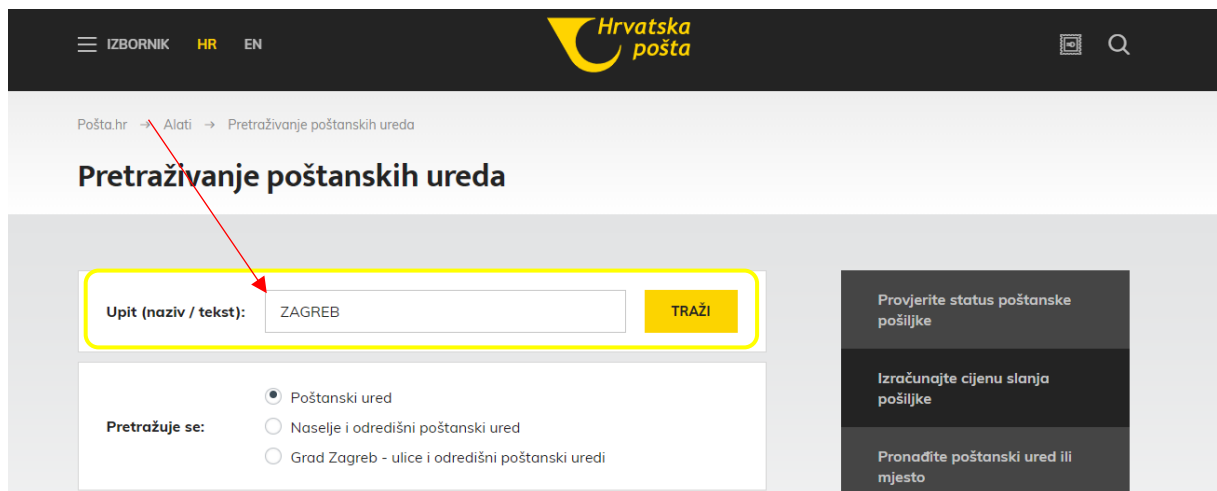 IZBORNIK HR EN
Hrvatska
pošta
Pošta.hr → Alati → Pretraživanje poštanskih ureda
Pretraživanje poštanskih ureda
Upit (naziv / tekst): ZAGREB TRAŽI
Pretražuje se:
Poštanski ured
Naselje i odredišni poštanski ured
Grad Zagreb - ulice i odredišni poštanski uredi
Provjerite status poštanske
pošiljke
Izračunajte cijenu slanja
pošiljke
Pronađite poštanski ured ili
mjesto